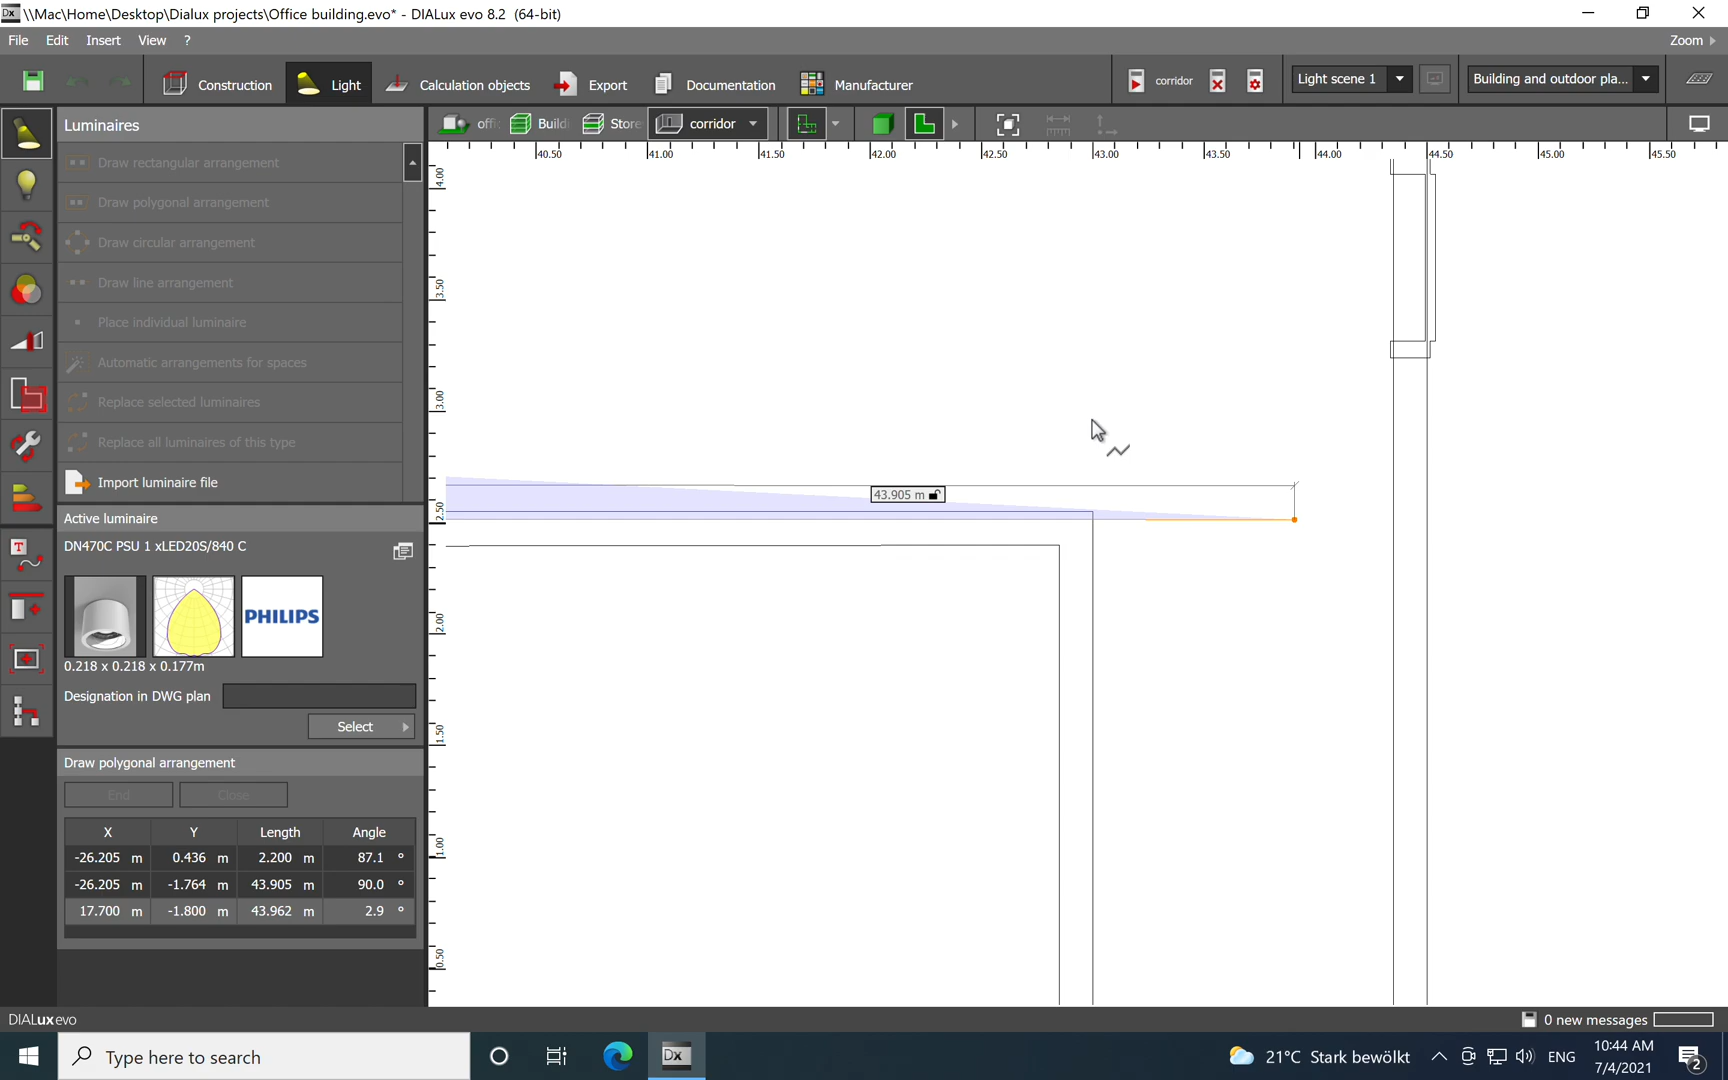 \\Mac\Home\Desktop\Dialux projects\Office building.evo* - DIALux evo 8.2 (64-bit)
File Edit Insert View ? Zoom
Construction Light Calculation objects Export Documentation Manufacturer corridor Light scene 1 Building and outdoor pla...
Luminaires
offi Buildi Store corridor
40.50 41.00 41.50 42.00 42.50 43.00 43.50 44.00 44.50 45.00 45.50
Draw rectangular arrangement
Draw polygonal arrangement
Draw circular arrangement
Draw line arrangement
Place individual luminaire
Automatic arrangements for spaces
Replace selected luminaires
Replace all luminaires of this type
Import luminaire file
4.00
3.50
3.00
2.50
2.00
1.50
1.00
0.50
43.905 m
Active luminaire
DN470C PSU 1 xLED20S/840 C
PHILIPS
0.218 x 0.218 x 0.177m
Designation in DWG plan
Select
Draw polygonal arrangement
End Close
X Y Length Angle
-26.205 m 0.436 m 2.200 m 87.1 °
-26.205 m -1.764 m 43.905 m 90.0 °
17.700 m -1.800 m 43.962 m 2.9 °
DIALux evo
0 new messages
Type here to search
Dx
21°C Stark bewölkt
ENG
10:44 AM
7/4/2021
2